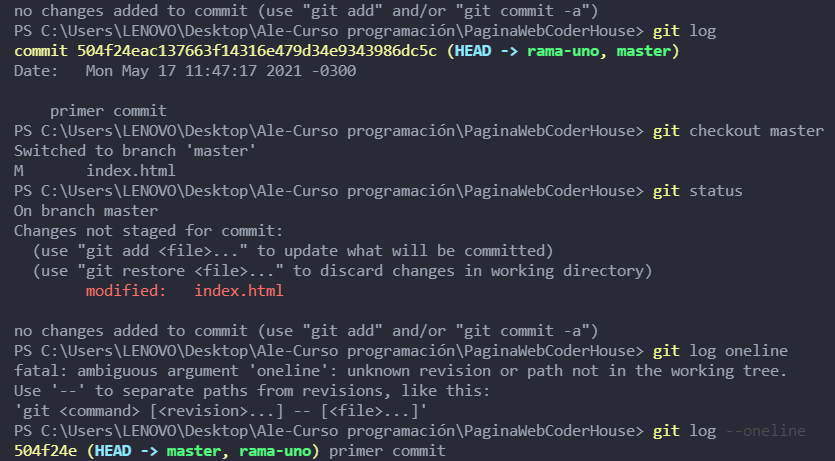 no changes added to commit (use "git add" and/or "git commit -a")
PS C:\Users\LENOVO\Desktop\Ale-Curso programación\PaginaWebCoderHouse> git log
commit 504f24eac137663f14316e479d34e9343986dc5c (HEAD -> rama-uno, master)
Date:   Mon May 17 11:47:17 2021 -0300
    primer commit
PS C:\Users\LENOVO\Desktop\Ale-Curso programación\PaginaWebCoderHouse> git checkout master
Switched to branch 'master'
M       index.html
PS C:\Users\LENOVO\Desktop\Ale-Curso programación\PaginaWebCoderHouse> git status
On branch master
Changes not staged for commit:
  (use "git add <file>..." to update what will be committed)
  (use "git restore <file>..." to discard changes in working directory)
        modified:   index.html
no changes added to commit (use "git add" and/or "git commit -a")
PS C:\Users\LENOVO\Desktop\Ale-Curso programación\PaginaWebCoderHouse> git log oneline
fatal: ambiguous argument 'oneline': unknown revision or path not in the working tree.
Use '--' to separate paths from revisions, like this:
'git <command> [<revision>...] -- [<file>...]'
PS C:\Users\LENOVO\Desktop\Ale-Curso programación\PaginaWebCoderHouse> git log --oneline
504f24e (HEAD -> master, rama-uno) primer commit